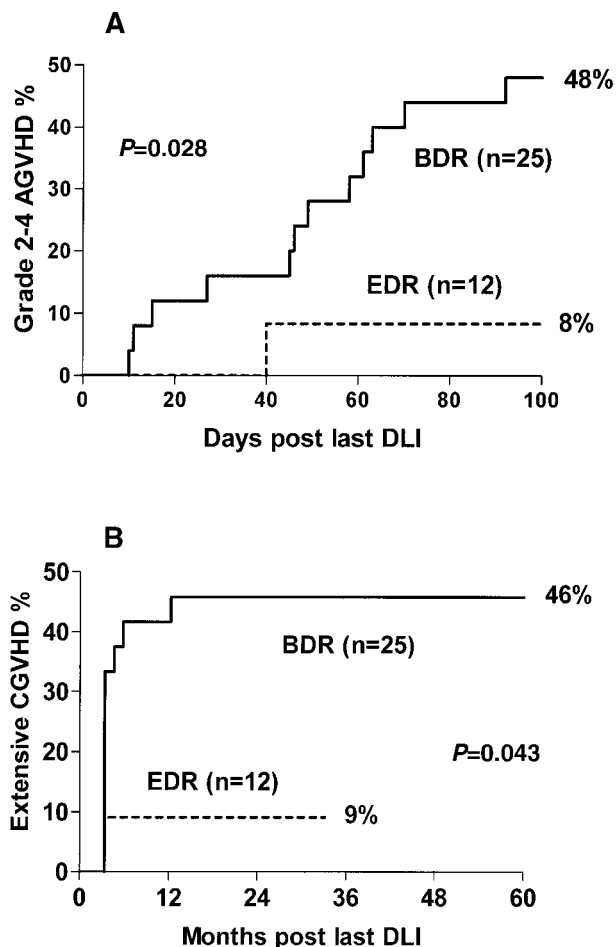 A
50
40
30
20
10
0
Grade 2-4 AGVHD %
P=0.028
48%
BDR (n=25)
EDR (n=12)
8%
0 20 40 60 80 100
Days post last DLI
B
50
40
30
20
10
0
Extensive CGVHD %
46%
BDR (n=25)
P=0.043
EDR (n=12)
9%
0 12 24 36 48 60
Months post last DLI